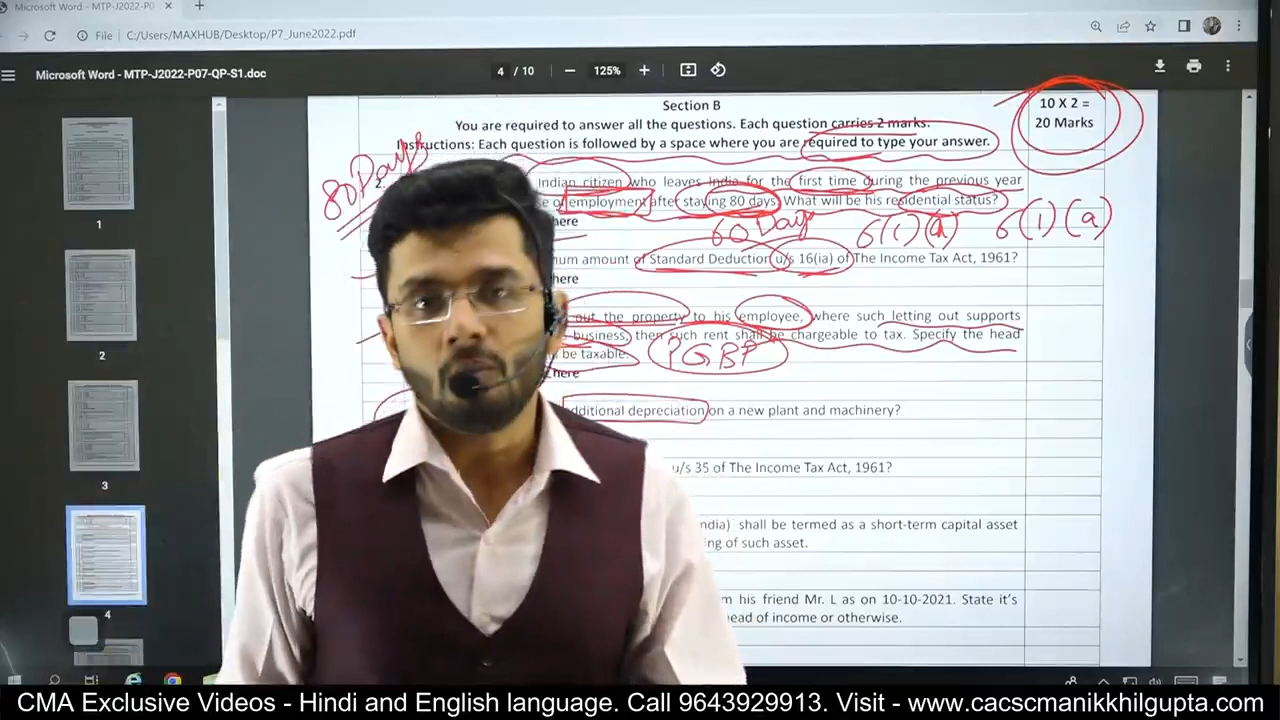 Microsoft Word - MTP-J2022-P0
File C:/Users/MAXHUB/Desktop/P7_June2022.pdf
Microsoft Word - MTP-J2022-P07-QP-S1.doc
4 / 10
125%
1
2
3
4
Section B
10 X 2 =
20 Marks
You are required to answer all the questions. Each question carries 2 marks.
Instructions: Each question is followed by a space where you are required to type your answer.
80 Days
2.
Indian citizen who leaves India for the first time during the previous year
of employment after staying 80 days. What will be his residential status?
here
60 Days
6(1)(a)
6(1)(a)
num amount of Standard Deduction u/s 16(ia) of The Income Tax Act, 1961?
here
out the property to his employee, where such letting out supports
business, then such rent shall be chargeable to tax. Specify the head
be taxable.
PGBP
here
additional depreciation on a new plant and machinery?
u/s 35 of The Income Tax Act, 1961?
ndia) shall be termed as a short-term capital asset
ng of such asset.
m his friend Mr. L as on 10-10-2021. State it's
head of income or otherwise.
CMA Exclusive Videos - Hindi and English language. Call 9643929913. Visit - www.cacscmanikkhilgupta.com